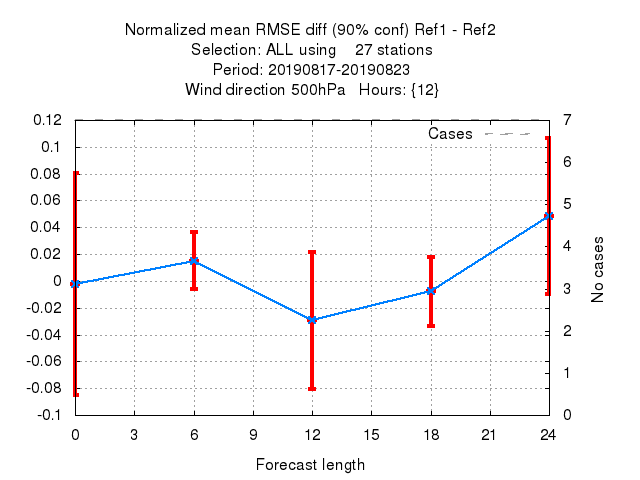 Normalized mean RMSE diff (90% conf) Ref1 - Ref2
Selection: ALL using 27 stations
Period: 20190817-20190823
Wind direction 500hPa Hours: {12}
Cases
0.12
0.1
0.08
0.06
0.04
0.02
0
-0.02
-0.04
-0.06
-0.08
-0.1
7
6
5
4
3
2
1
0
No cases
0 3 6 9 12 15 18 21 24
Forecast length